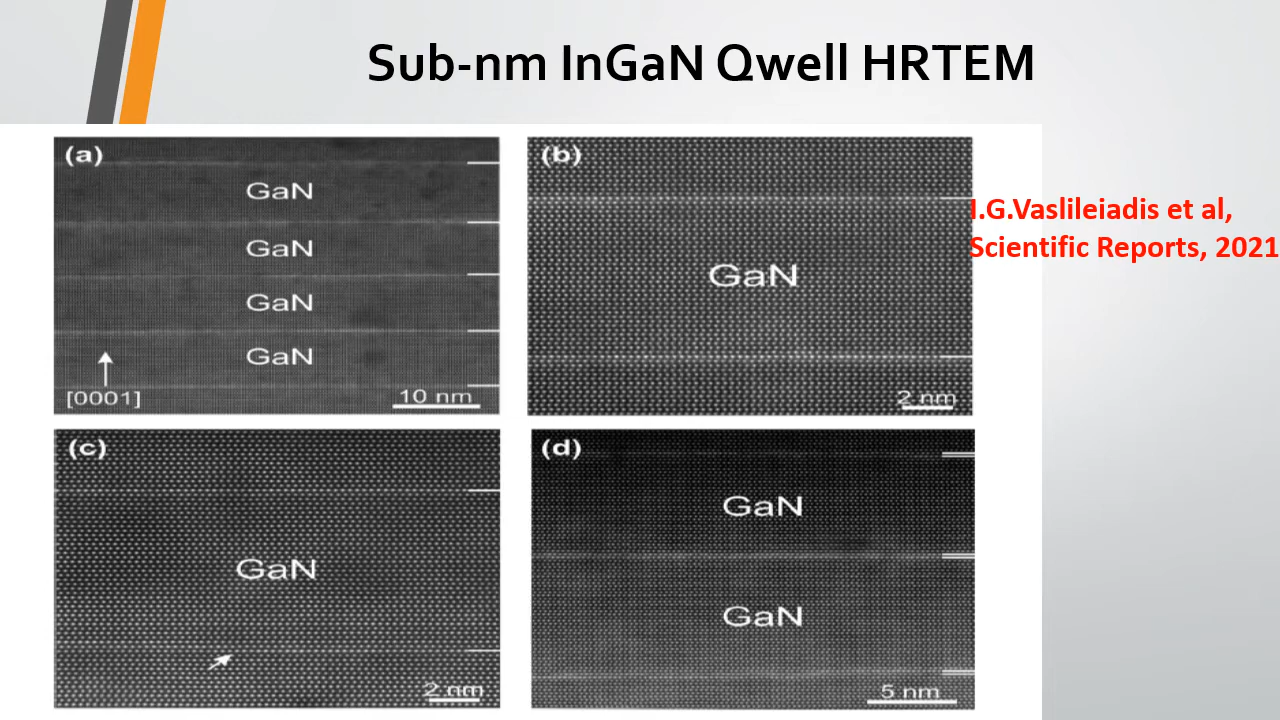 Sub-nm InGaN Qwell HRTEM
(a)
GaN
GaN
GaN
GaN
[0001]
10 nm
(b)
GaN
2 nm
I.G.Vaslileiadis et al,
Scientific Reports, 2021
(c)
GaN
2 nm
(d)
GaN
GaN
5 nm